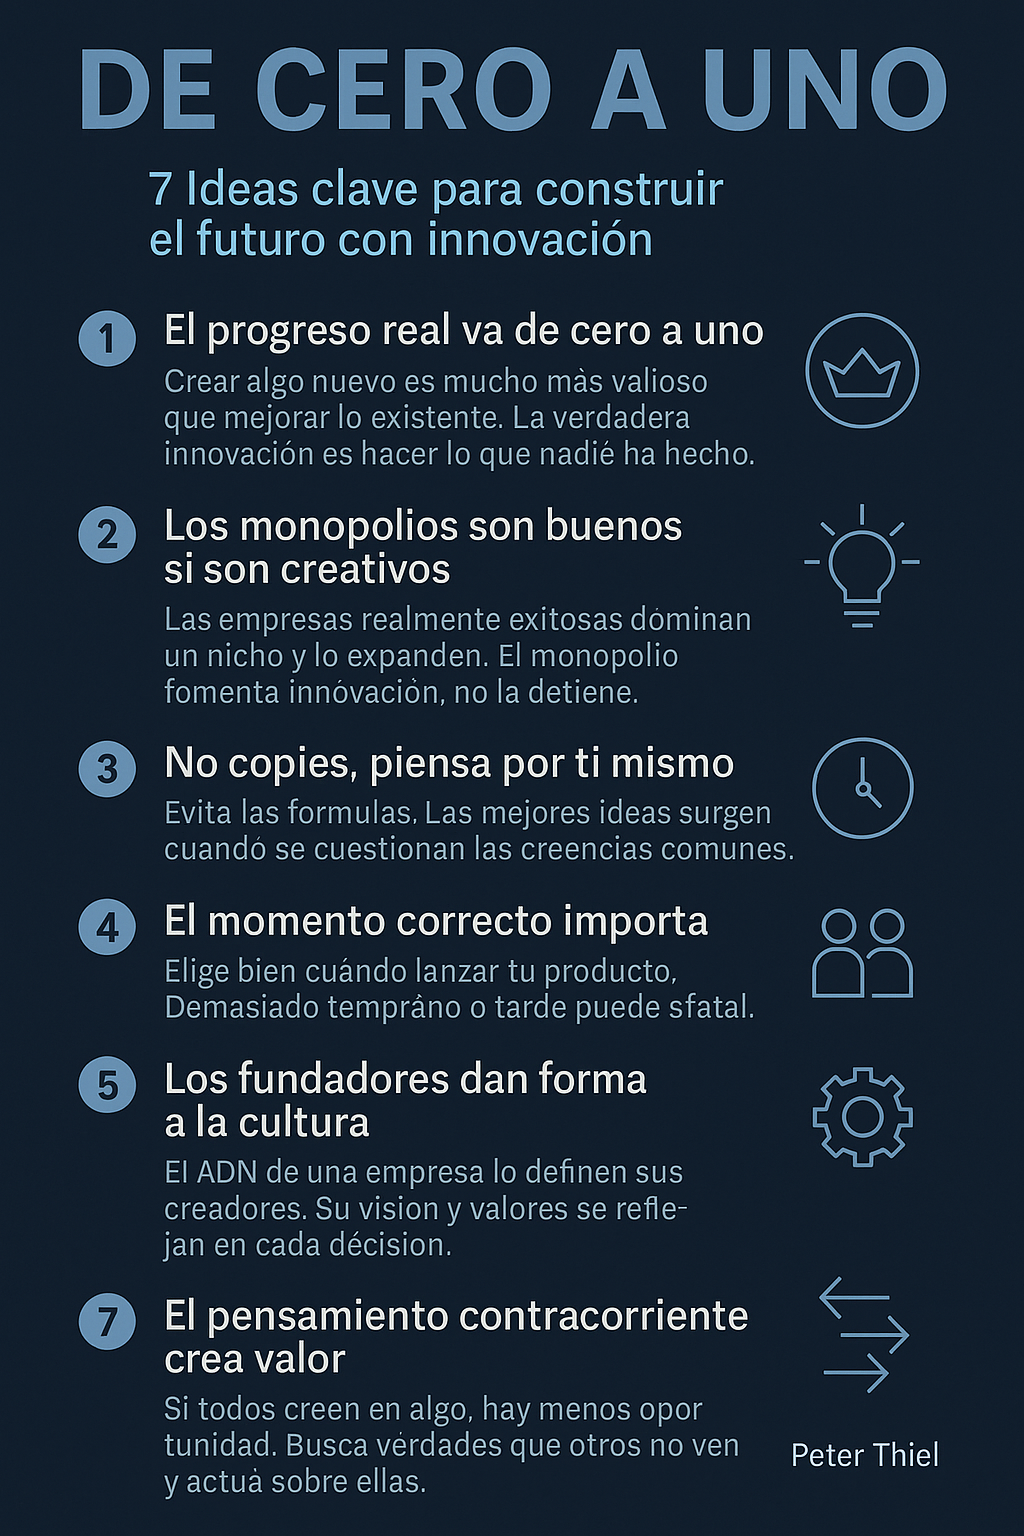 DE CERO A UNO
7 Ideas clave para construir
el futuro con innovación
1
El progreso real va de cero a uno
Crear algo nuevo es mucho màs valioso
que mejorar lo existente. La verdadera
innovación es hacer lo que nadié ha hecho.
2
Los monopolios son buenos
si son creativos
Las empresas realmente exitosas dóminan
un nicho y lo expanden. El monopolio
fomenta innóvaciòn, no la detiene.
3
No copies, piensa por ti mismo
Evita las formulas. Las mejores ideas surgen
cuandó se cuestionan las creencias comunes.
4
El momento correcto importa
Elige bien cuándo lanzar tu producto,
Demasiado tempráno o tarde puede sfatal.
5
Los fundadores dan forma
a la cultura
El ADN de una empresa lo definen sus
creadores. Su vision y valores se refle-
jan en cada décision.
7
El pensamiento contracorriente
crea valor
Si todos creen en algo, hay menos opor
tunidad. Busca vėrdades que otros no ven
y actuà sobre ellas.
Peter Thiel